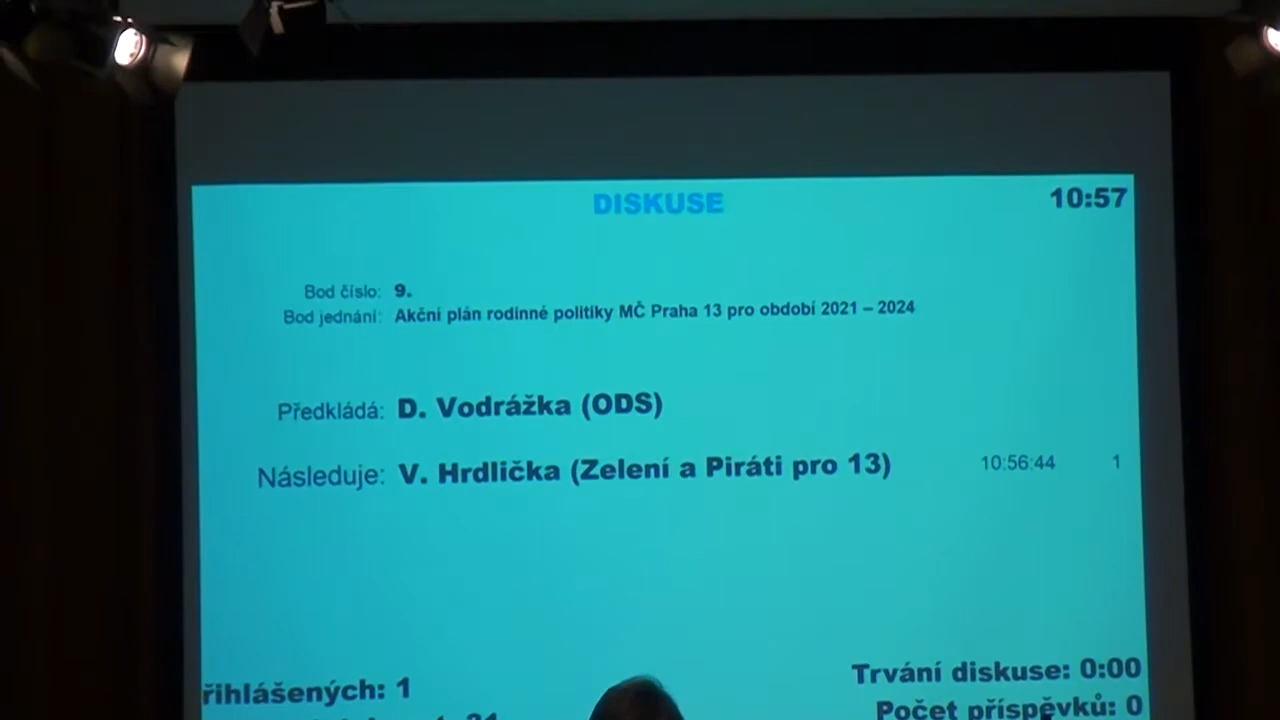 DISKUSE
10:57
Bod číslo: 9.
Bod jednání: Akční plán rodinné politiky MČ Praha 13 pro období 2021 – 2024
Předkládá: D. Vodrážka (ODS)
Následuje: V. Hrdlička (Zelení a Piráti pro 13) 10:56:44 1
řihlášených: 1
Trvání diskuse: 0:00
Počet příspěvků: 0